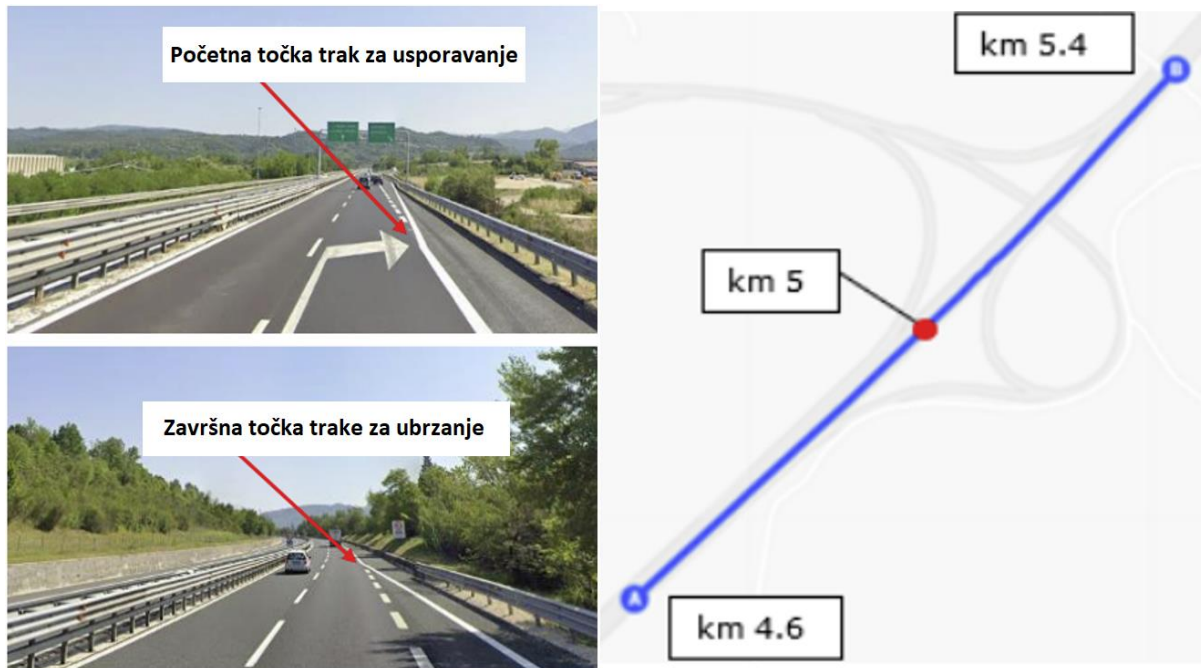 Početna točka trak za usporavanje
Završna točka trake za ubrzanje
km 5.4
B
km 5
A
km 4.6